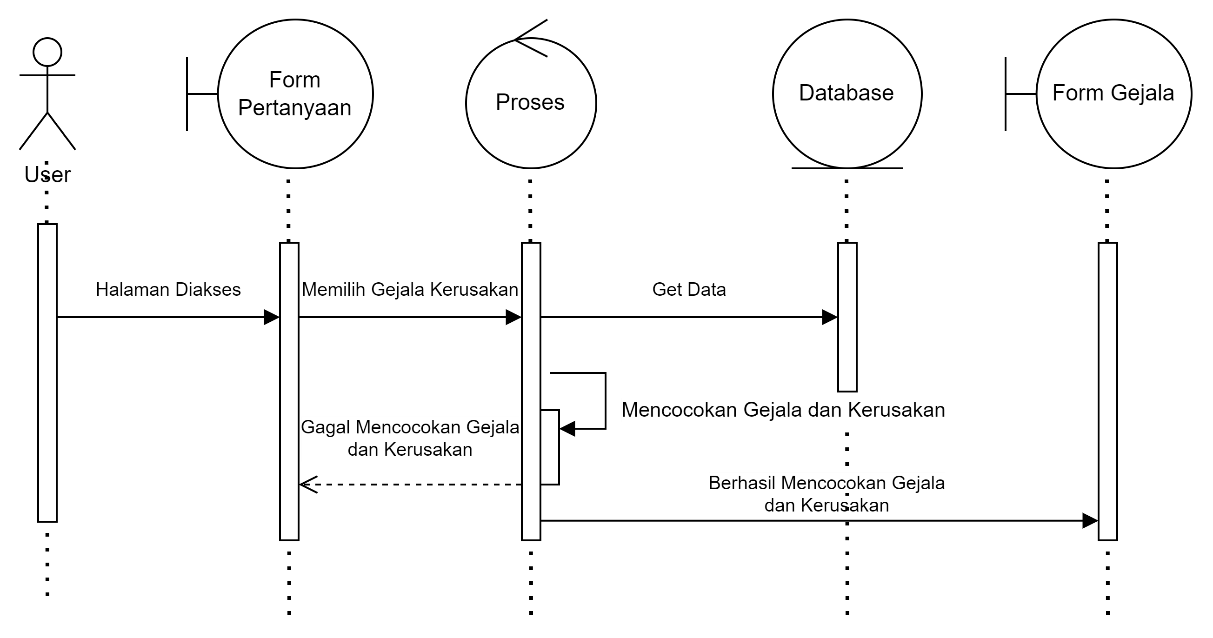 Form
Pertanyaan
Proses
Database
Form Gejala
User
Halaman Diakses
Memilih Gejala Kerusakan
Get Data
Mencocokan Gejala dan Kerusakan
Gagal Mencocokan Gejala
dan Kerusakan
Berhasil Mencocokan Gejala
dan Kerusakan